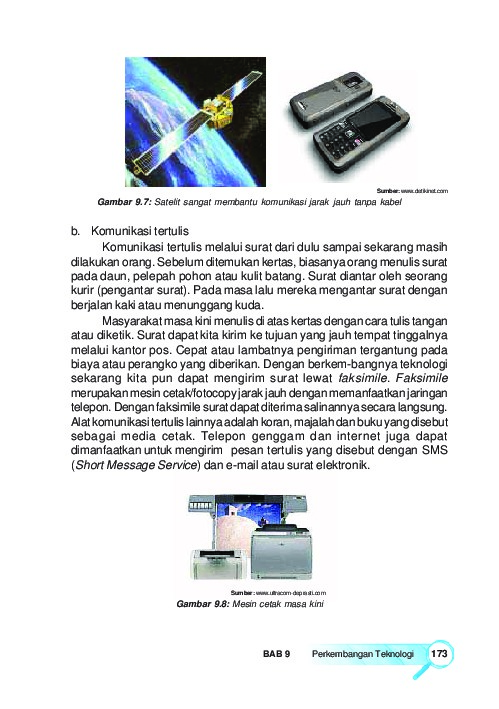 Sumber: www.detikinet.com
Gambar 9.7: Satelit sangat membantu komunikasi jarak jauh tanpa kabel
b. Komunikasi tertulis
Komunikasi tertulis melalui surat dari dulu sampai sekarang masih
dilakukan orang. Sebelum ditemukan kertas, biasanya orang menulis surat
pada daun, pelepah pohon atau kulit batang. Surat diantar oleh seorang
kurir (pengantar surat). Pada masa lalu mereka mengantar surat dengan
berjalan kaki atau menunggang kuda.
Masyarakat masa kini menulis di atas kertas dengan cara tulis tangan
atau diketik. Surat dapat kita kirim ke tujuan yang jauh tempat tinggalnya
melalui kantor pos. Cepat atau lambatnya pengiriman tergantung pada
biaya atau perangko yang diberikan. Dengan berkem-bangnya teknologi
sekarang kita pun dapat mengirim surat lewat faksimile. Faksimile
merupakan mesin cetak/fotocopy jarak jauh dengan memanfaatkan jaringan
telepon. Dengan faksimile surat dapat diterima salinannya secara langsung.
Alat komunikasi tertulis lainnya adalah koran, majalah dan buku yang disebut
sebagai media cetak. Telepon genggam dan internet juga dapat
dimanfaatkan untuk mengirim pesan tertulis yang disebut dengan SMS
(Short Message Service) dan e-mail atau surat elektronik.
Sumber: www.ultracom-deprasti.com
Gambar 9.8: Mesin cetak masa kini
BAB 9 Perkembangan Teknologi 173